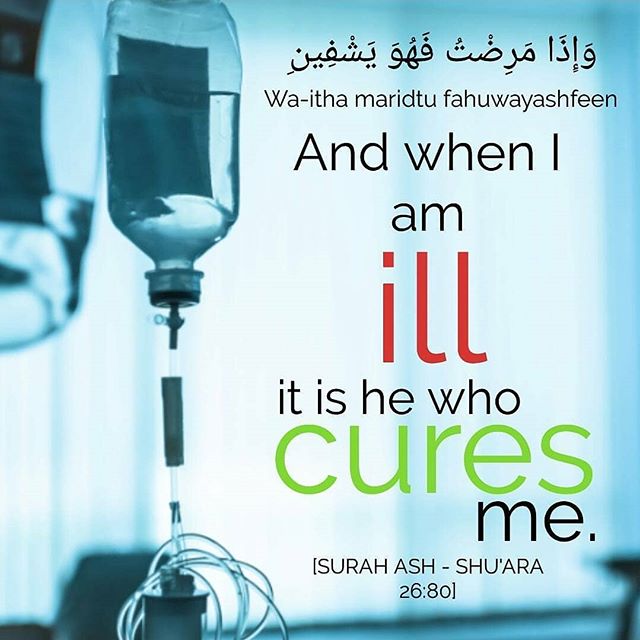 وَإِذَا مَرِضْتُ فَهُوَ يَشْفِينِ
Wa-itha maridtu fahuwayashfeen
And when I
am
ill
it is he who
cures
me.
[SURAH ASH - SHU'ARA
26:80]